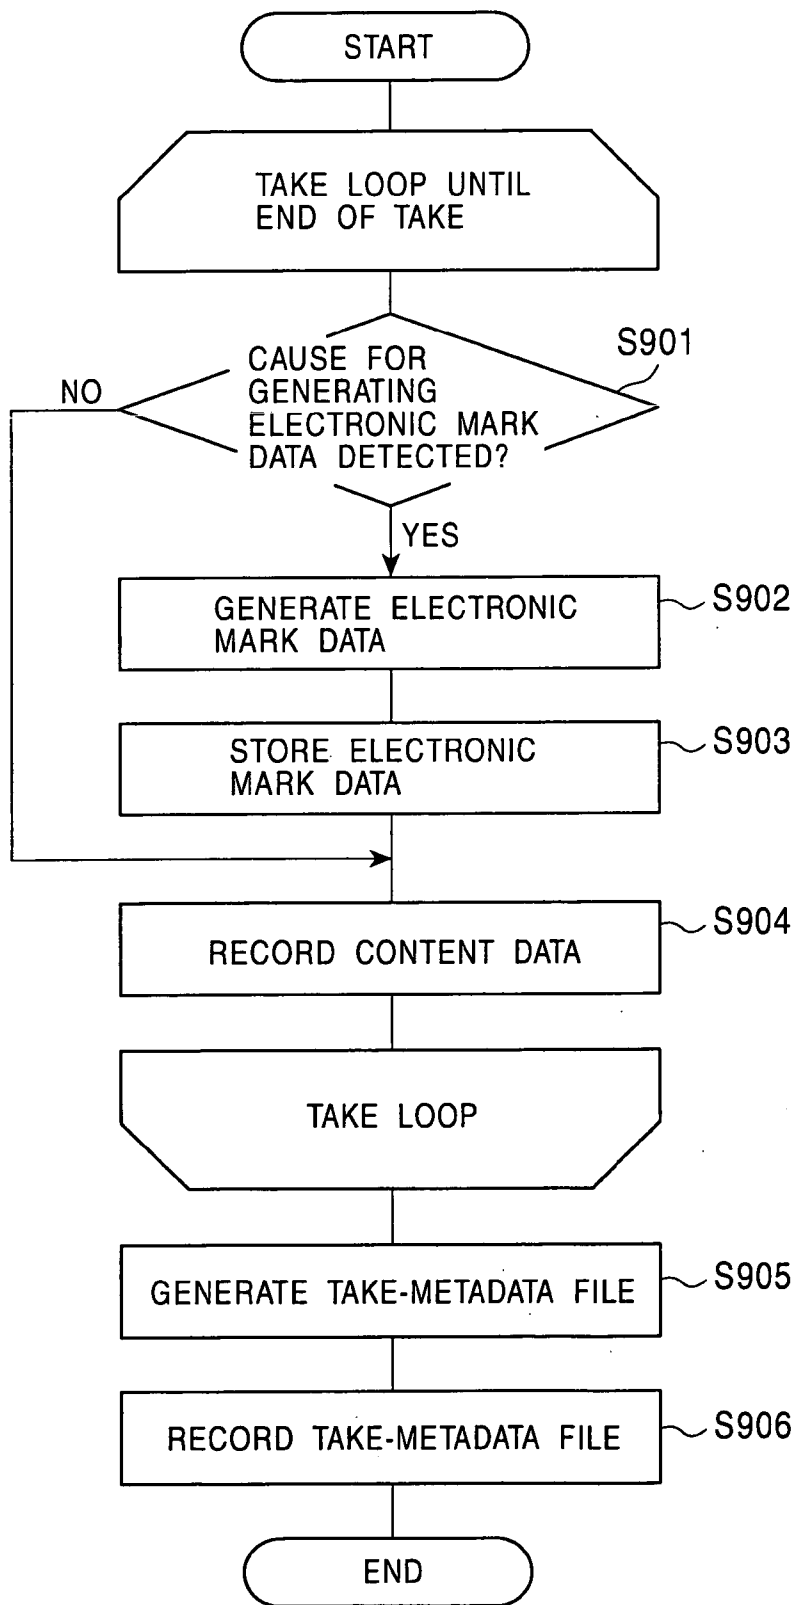 START
TAKE LOOP UNTIL
END OF TAKE
S901
CAUSE FOR
GENERATING
ELECTRONIC MARK
DATA DETECTED?
NO
YES
S902
GENERATE ELECTRONIC
MARK DATA
S903
STORE ELECTRONIC
MARK DATA
S904
RECORD CONTENT DATA
TAKE LOOP
S905
GENERATE TAKE-METADATA FILE
S906
RECORD TAKE-METADATA FILE
END